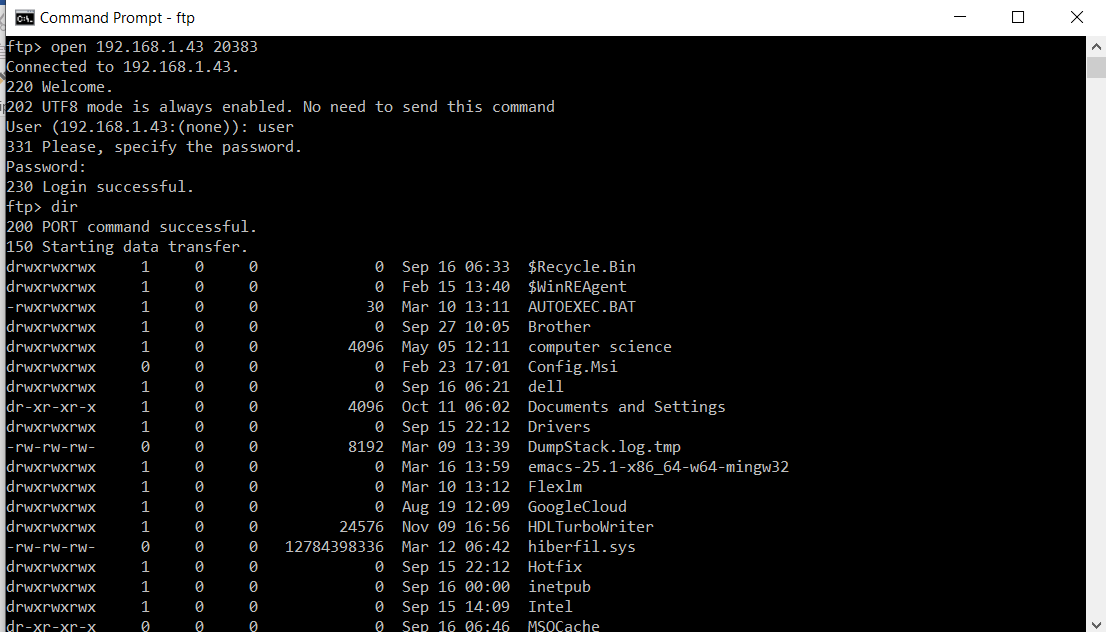 Command Prompt - ftp
ftp> open 192.168.1.43 20383
Connected to 192.168.1.43.
220 Welcome.
202 UTF8 mode is always enabled. No need to send this command
User (192.168.1.43:(none)): user
331 Please, specify the password.
Password:
230 Login successful.
ftp> dir
200 PORT command successful.
150 Starting data transfer.
drwxrwxrwx     1     0     0             0  Sep 16 06:33  $Recycle.Bin
drwxrwxrwx     1     0     0             0  Feb 15 13:40  $WinREAgent
-rwxrwxrwx     1     0     0            30  Mar 10 13:11  AUTOEXEC.BAT
drwxrwxrwx     1     0     0             0  Sep 27 10:05  Brother
drwxrwxrwx     1     0     0          4096  May 05 12:11  computer science
drwxrwxrwx     0     0     0             0  Feb 23 17:01  Config.Msi
drwxrwxrwx     1     0     0             0  Sep 16 06:21  dell
dr-xr-xr-x     1     0     0          4096  Oct 11 06:02  Documents and Settings
drwxrwxrwx     1     0     0             0  Sep 15 22:12  Drivers
-rw-rw-rw-     0     0     0          8192  Mar 09 13:39  DumpStack.log.tmp
drwxrwxrwx     1     0     0             0  Mar 16 13:59  emacs-25.1-x86_64-w64-mingw32
drwxrwxrwx     1     0     0             0  Mar 10 13:12  Flexlm
drwxrwxrwx     1     0     0             0  Aug 19 12:09  GoogleCloud
drwxrwxrwx     1     0     0         24576  Nov 09 16:56  HDLTurboWriter
-rw-rw-rw-     0     0     0   12784398336  Mar 12 06:42  hiberfil.sys
drwxrwxrwx     1     0     0             0  Sep 15 22:12  Hotfix
drwxrwxrwx     1     0     0             0  Sep 16 00:00  inetpub
drwxrwxrwx     1     0     0             0  Sep 15 14:09  Intel
dr-xr-xr-x     0     0     0             0  Sep 16 06:46  MSOCache